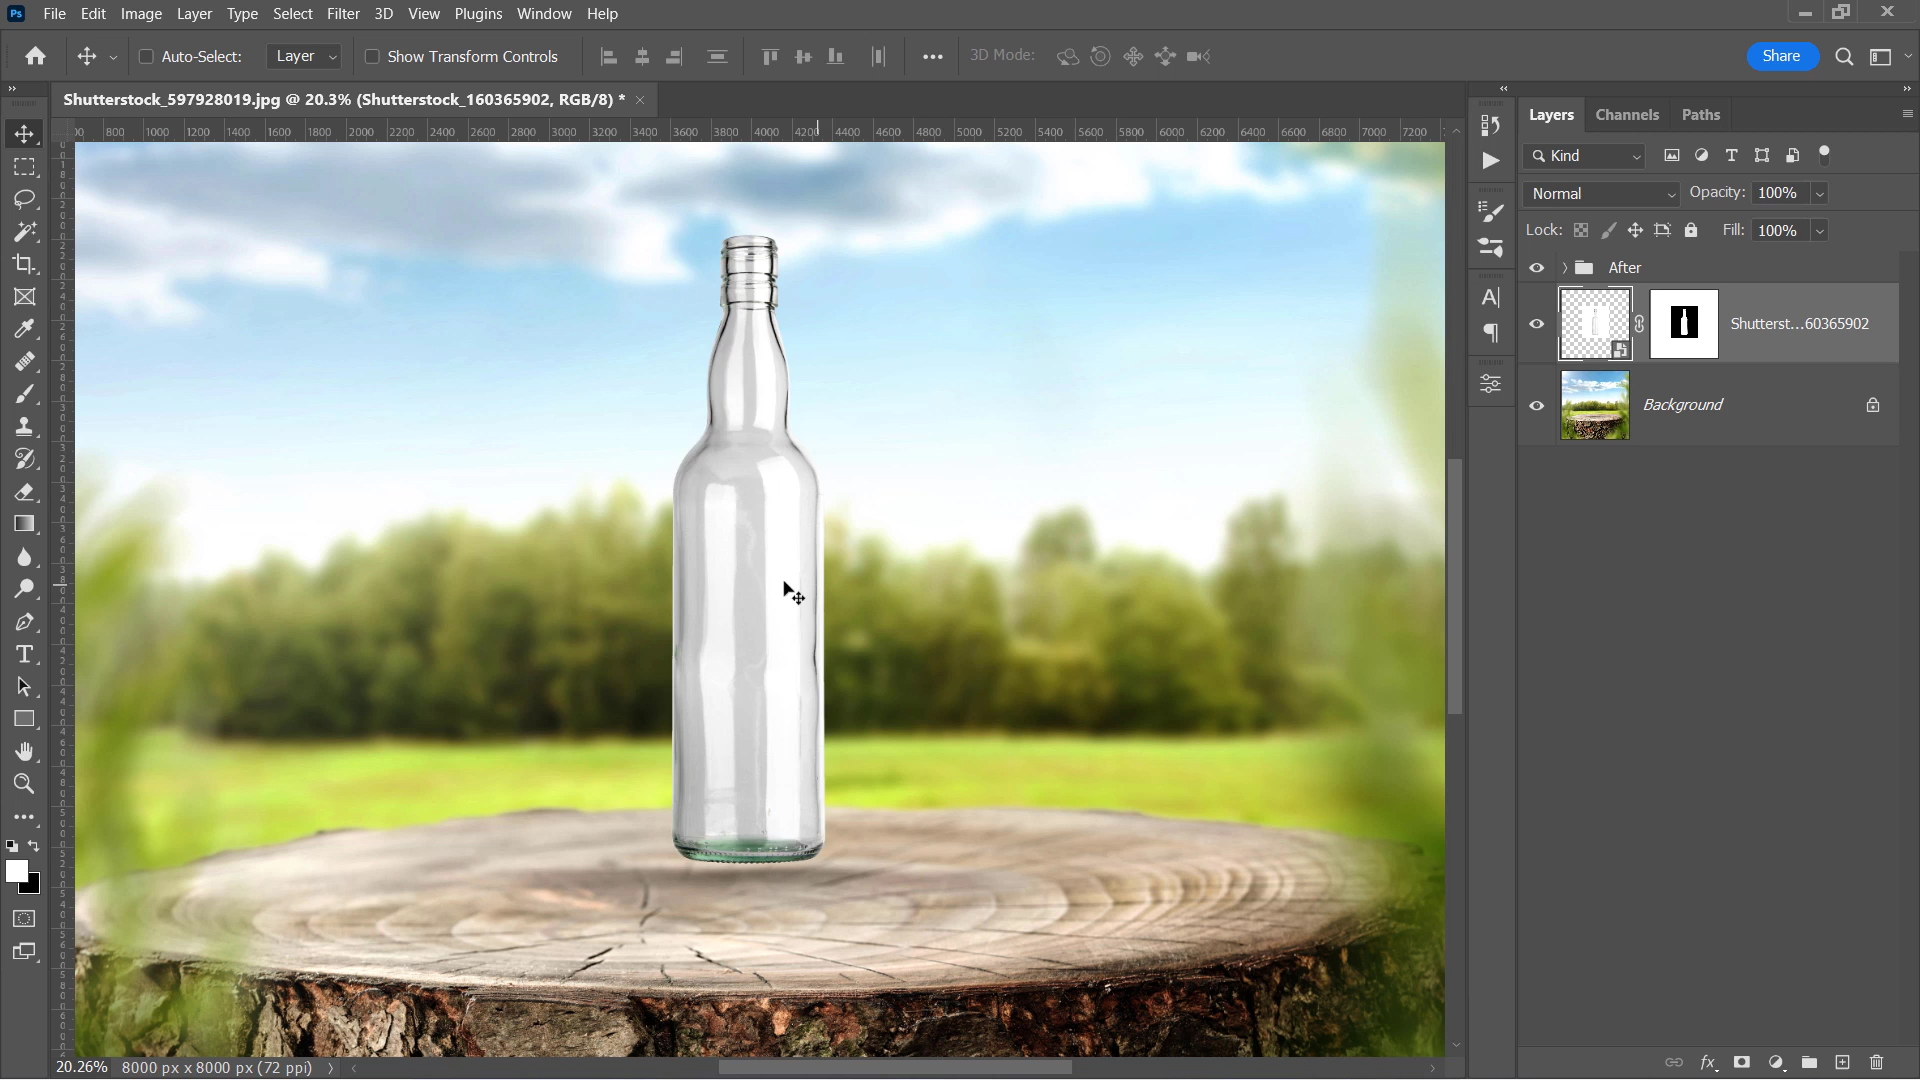 Ps File Edit Image Layer Type Select Filter 3D View Plugins Window Help
Auto-Select: Layer Show Transform Controls 3D Mode: Share
Shutterstock_597928019.jpg @ 20.3% (Shutterstock_160365902, RGB/8) *
800 1000 1200 1400 1600 1800 2000 2200 2400 2600 2800 3000 3200 3400 3600 3800 4000 4200 4400 4600 4800 5000 5200 5400 5600 5800 6000 6200 6400 6600 6800 7000 7200
Layers Channels Paths
Kind
Normal Opacity: 100%
Lock: Fill: 100%
After
Shutterst...60365902
Background
20.26% 8000 px x 8000 px (72 ppi)